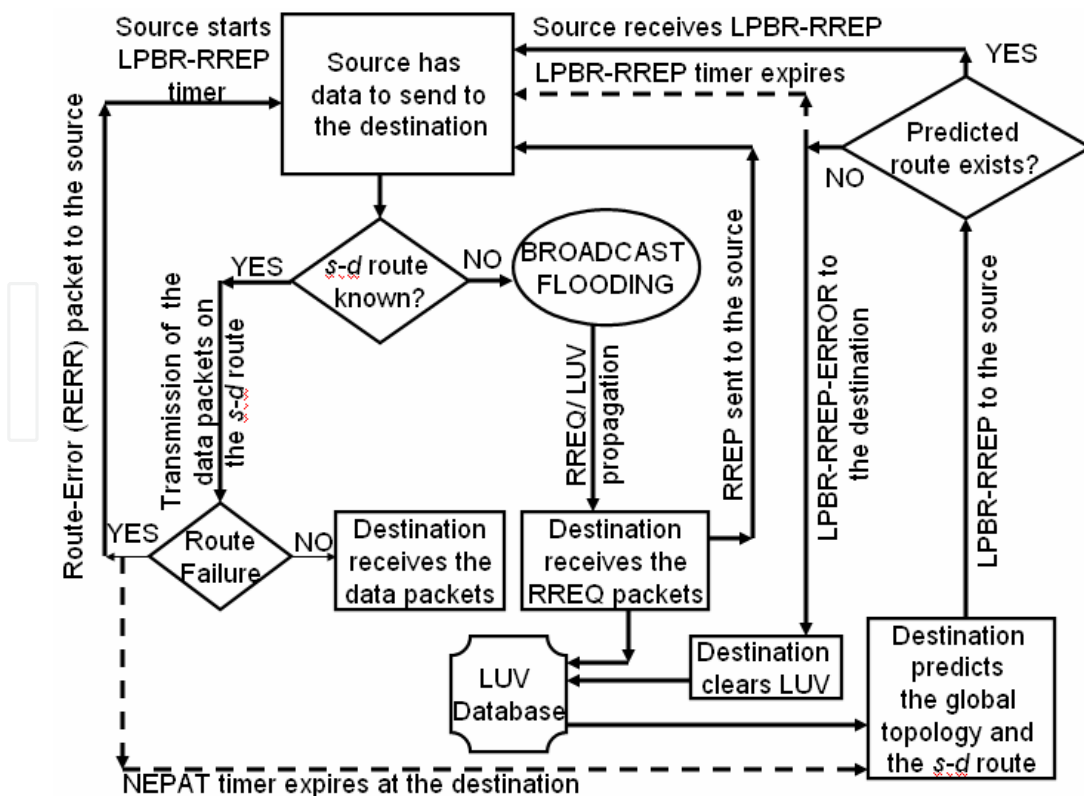 Source starts
LPBR-RREP
timer
Source has
data to send to
the destination
Source receives LPBR-RREP
LPBR-RREP timer expires
YES
Predicted
route exists?
NO
s-d route
known?
YES
NO
BROADCAST
FLOODING
Route-Error (RERR) packet to the source
Transmission of the
data packets on
the s-d route
RREQ/ LUV
propagation
RREP sent to the source
LPBR-RREP-ERROR to
the destination
LPBR-RREP to the source
YES
Route
Failure
NO
Destination
receives the
data packets
Destination
receives the
RREQ packets
LUV
Database
Destination
clears LUV
Destination
predicts
the global
topology and
the s-d route
NEPAT timer expires at the destination